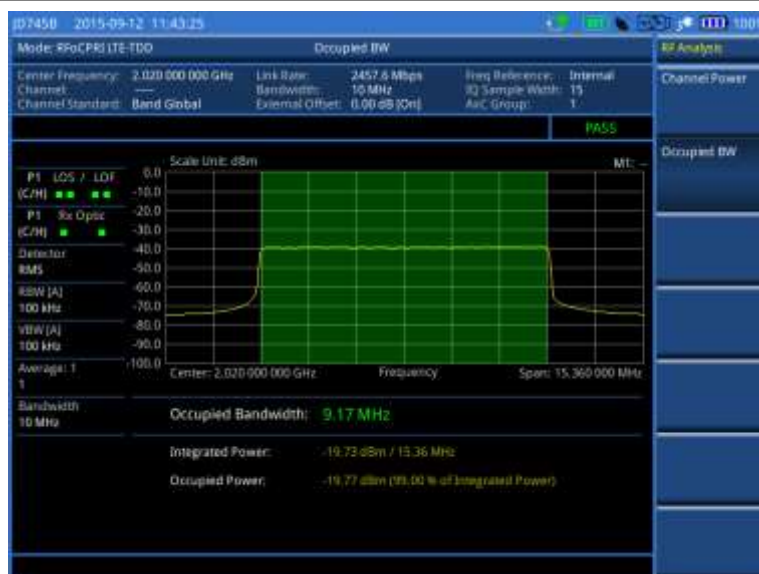 JD745B 2015-09-12 11:43:25 100%
Mode: RFoCPRI LTE-TDD Occupied BW RF Analysis
Center Frequency: 2.020 000 000 GHz Link Rate: 2457.6 Mbps Freq Reference: Internal
Channel: ---- Bandwidth: 10 MHz IQ Sample Width: 15
Channel Standard: Band Global External Offset: 0.00 dB [On] AxC Group: 1
Channel Power
PASS
Occupied BW
Scale Unit: dBm M1: --
P1 LOS / LOF
(C/H)
P1 Rx Optic
(C/H)
Detector
RMS
RBW [A]
100 kHz
VBW [A]
100 kHz
Average: 1
1
Bandwidth
10 MHz
0.0
-10.0
-20.0
-30.0
-40.0
-50.0
-60.0
-70.0
-80.0
-90.0
-100.0
Center: 2.020 000 000 GHz Frequency Span: 15.360 000 MHz
Occupied Bandwidth: 9.17 MHz
Integrated Power: -19.73 dBm / 15.36 MHz
Occupied Power: -19.77 dBm (99.00 % of Integrated Power)